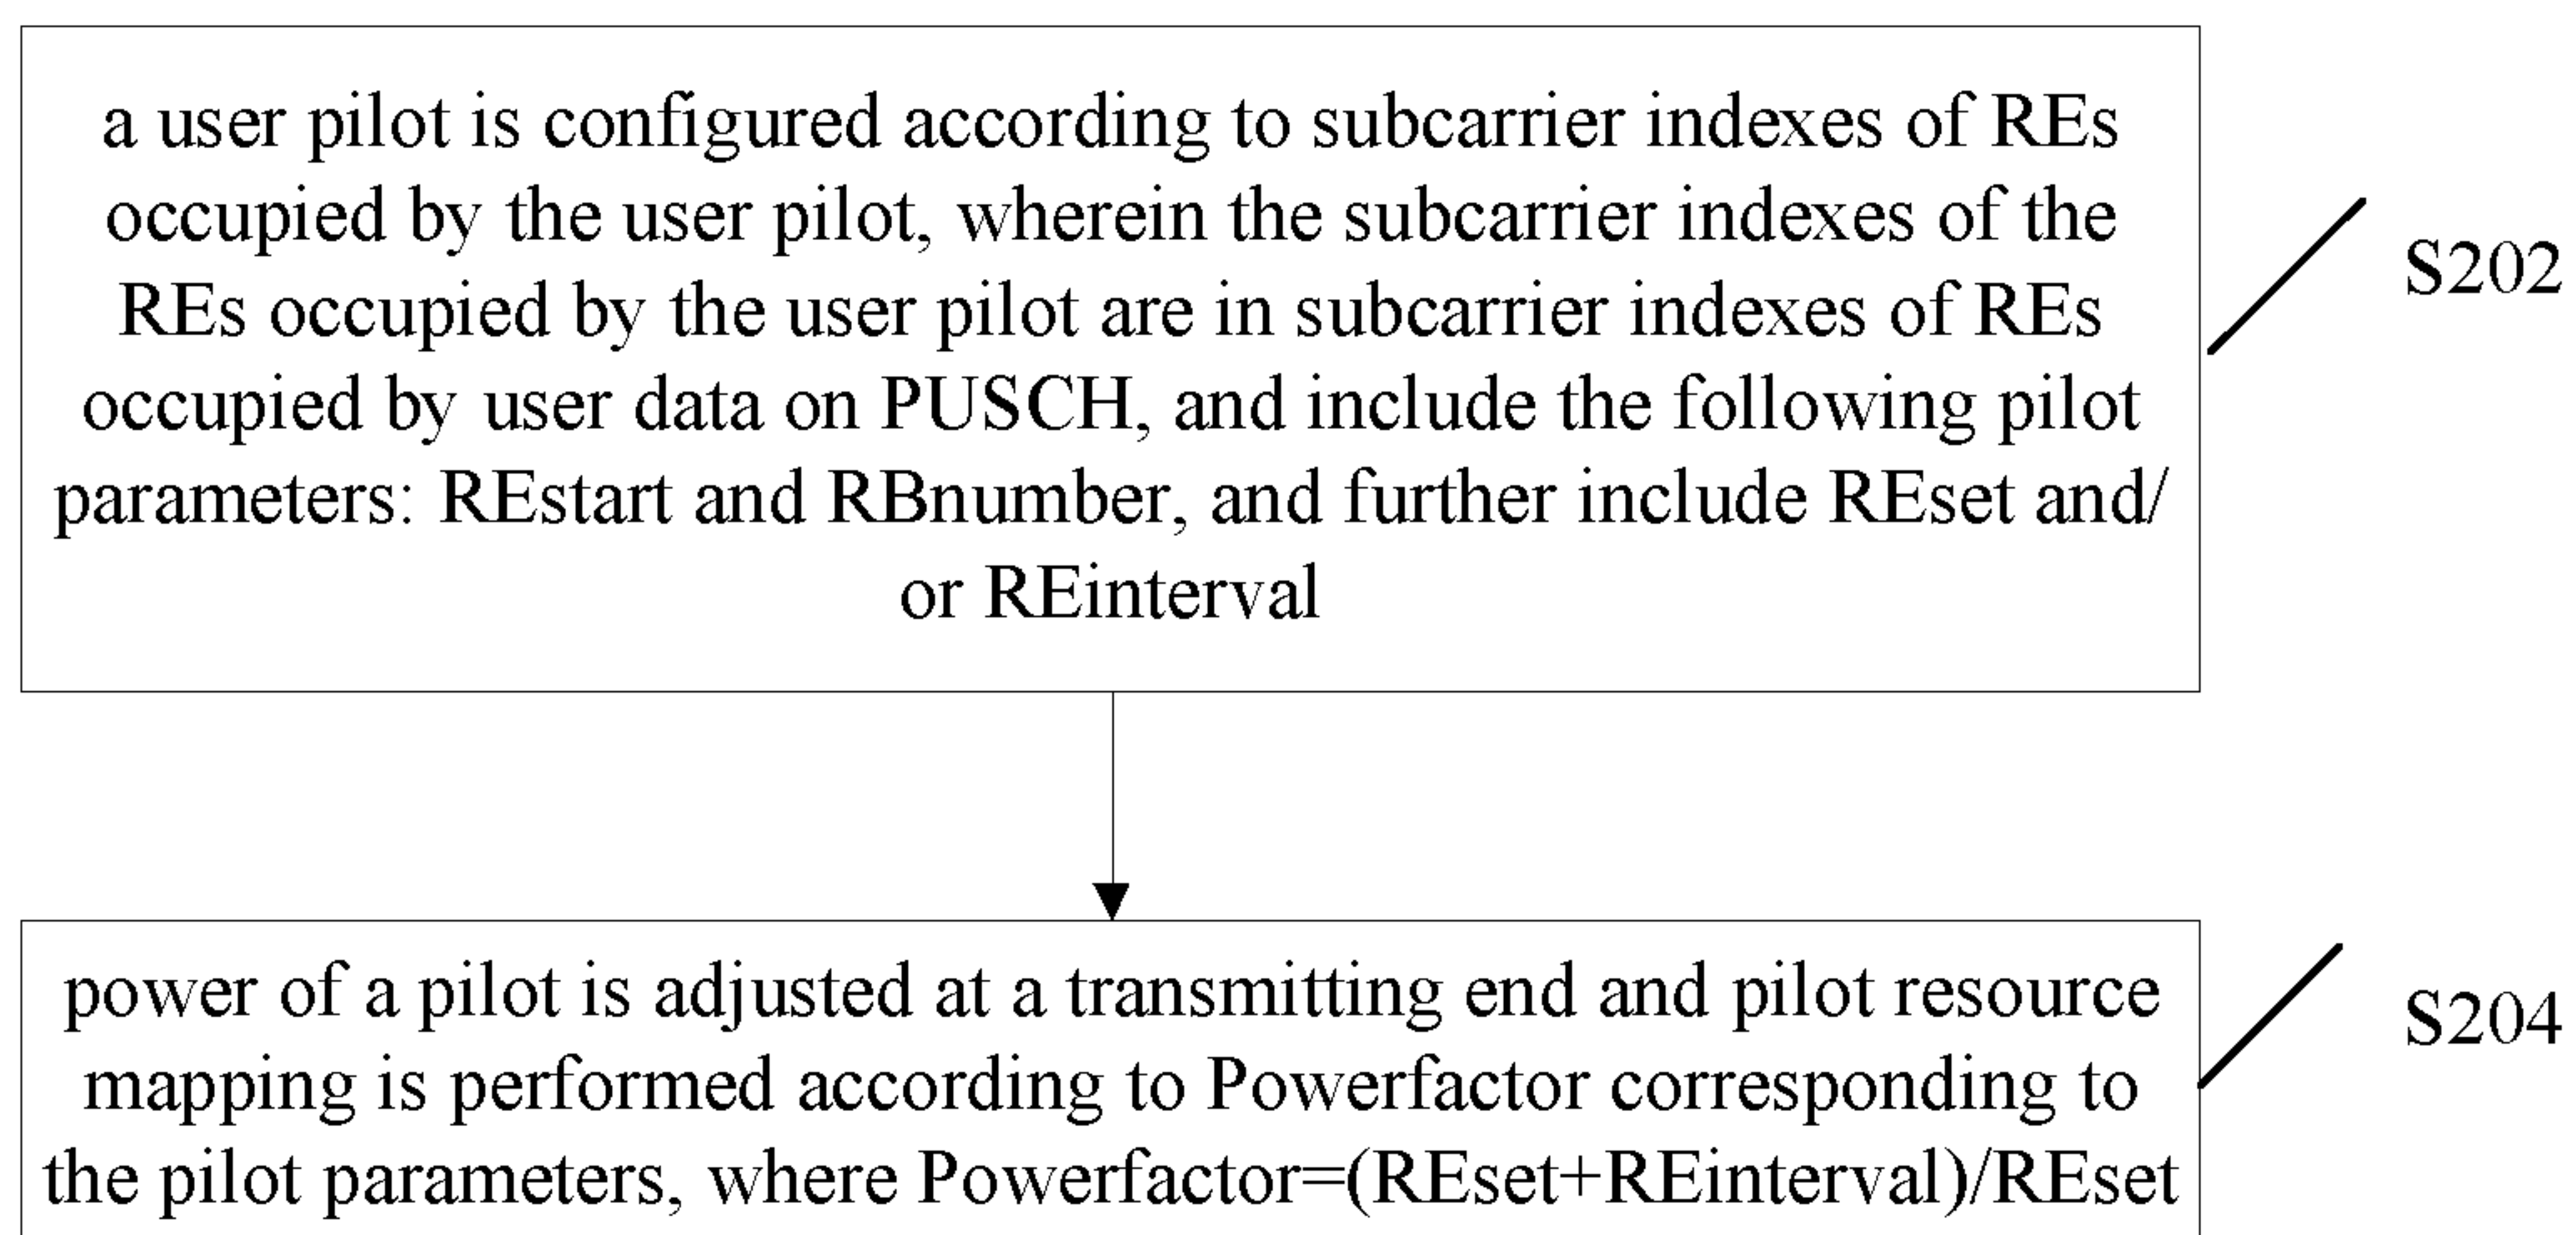 a user pilot is configured according to subcarrier indexes of REs
occupied by the user pilot, wherein the subcarrier indexes of the
REs occupied by the user pilot are in subcarrier indexes of REs
occupied by user data on PUSCH, and include the following pilot
parameters: REstart and RBnumber, and further include REset and/
or REinterval
S202
power of a pilot is adjusted at a transmitting end and pilot resource
mapping is performed according to Powerfactor corresponding to
the pilot parameters, where Powerfactor=(REset+REinterval)/REset
S204